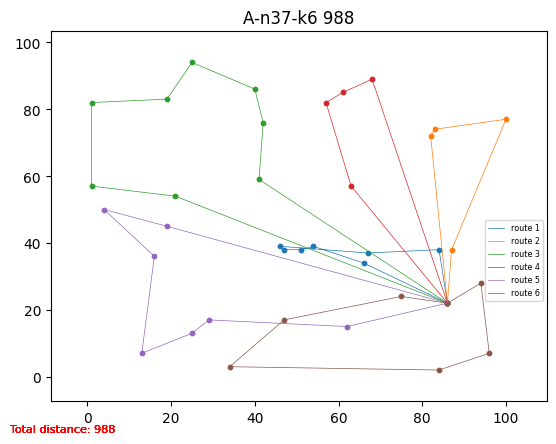 A-n37-k6 988
100
80
60
40
20
0
route 1
route 2
route 3
route 4
route 5
route 6
0 20 40 60 80 100
Total distance: 988